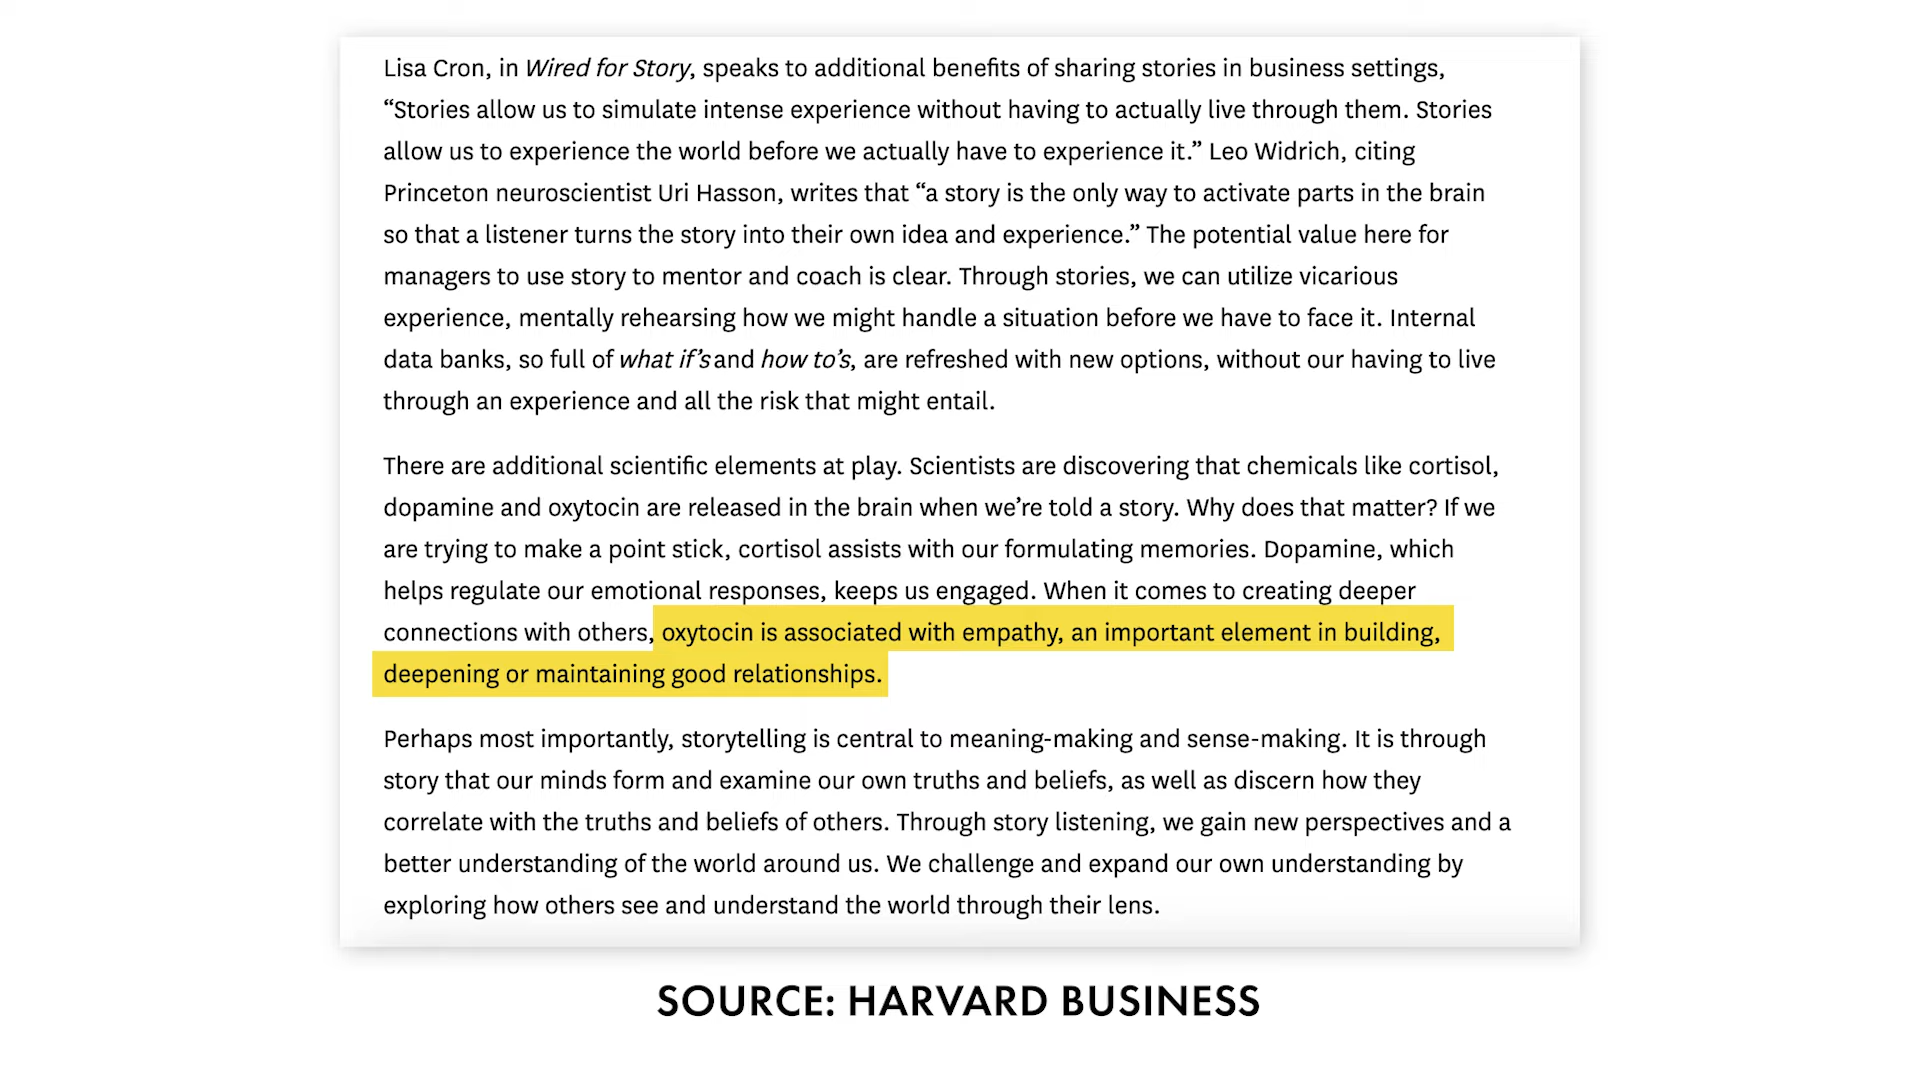 Lisa Cron, in Wired for Story, speaks to additional benefits of sharing stories in business settings,
“Stories allow us to simulate intense experience without having to actually live through them. Stories
allow us to experience the world before we actually have to experience it.” Leo Widrich, citing
Princeton neuroscientist Uri Hasson, writes that “a story is the only way to activate parts in the brain
so that a listener turns the story into their own idea and experience.” The potential value here for
managers to use story to mentor and coach is clear. Through stories, we can utilize vicarious
experience, mentally rehearsing how we might handle a situation before we have to face it. Internal
data banks, so full of what if’s and how to’s, are refreshed with new options, without our having to live
through an experience and all the risk that might entail.
There are additional scientific elements at play. Scientists are discovering that chemicals like cortisol,
dopamine and oxytocin are released in the brain when we’re told a story. Why does that matter? If we
are trying to make a point stick, cortisol assists with our formulating memories. Dopamine, which
helps regulate our emotional responses, keeps us engaged. When it comes to creating deeper
connections with others, oxytocin is associated with empathy, an important element in building,
deepening or maintaining good relationships.
Perhaps most importantly, storytelling is central to meaning-making and sense-making. It is through
story that our minds form and examine our own truths and beliefs, as well as discern how they
correlate with the truths and beliefs of others. Through story listening, we gain new perspectives and a
better understanding of the world around us. We challenge and expand our own understanding by
exploring how others see and understand the world through their lens.
SOURCE: HARVARD BUSINESS